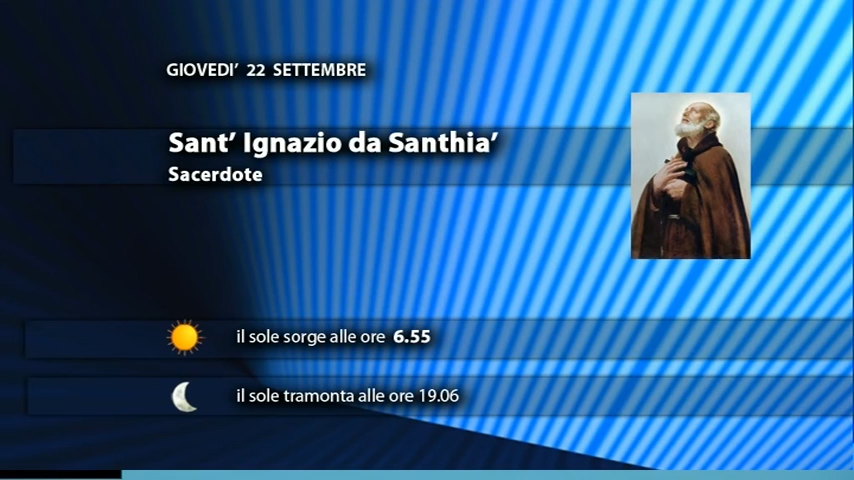 GIOVEDI’ 22 SETTEMBRE
Sant’ Ignazio da Santhia’
Sacerdote
il sole sorge alle ore 6.55
il sole tramonta alle ore 19.06